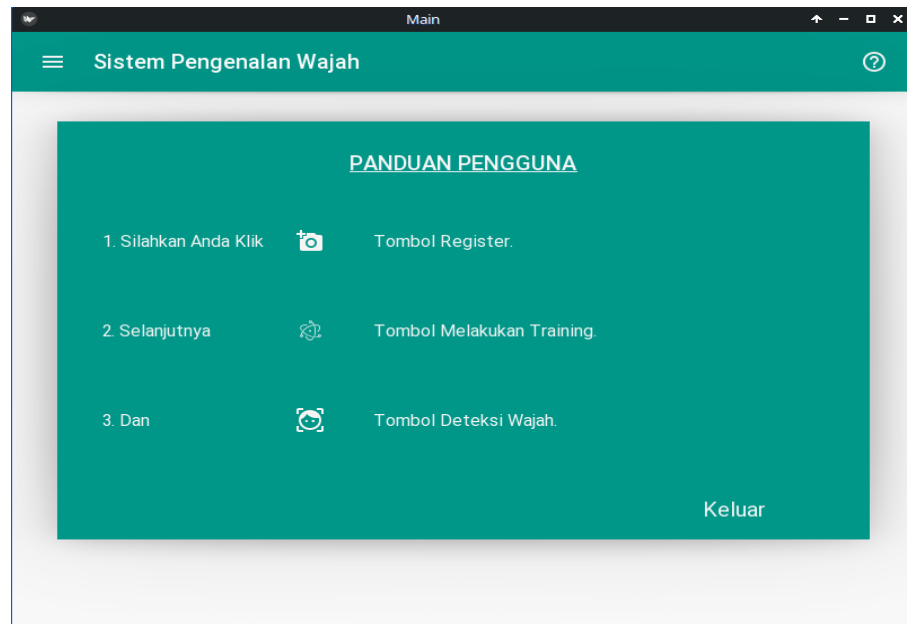 Main
Sistem Pengenalan Wajah
PANDUAN PENGGUNA
1. Silahkan Anda Klik Tombol Register.
2. Selanjutnya Tombol Melakukan Training.
3. Dan Tombol Deteksi Wajah.
Keluar